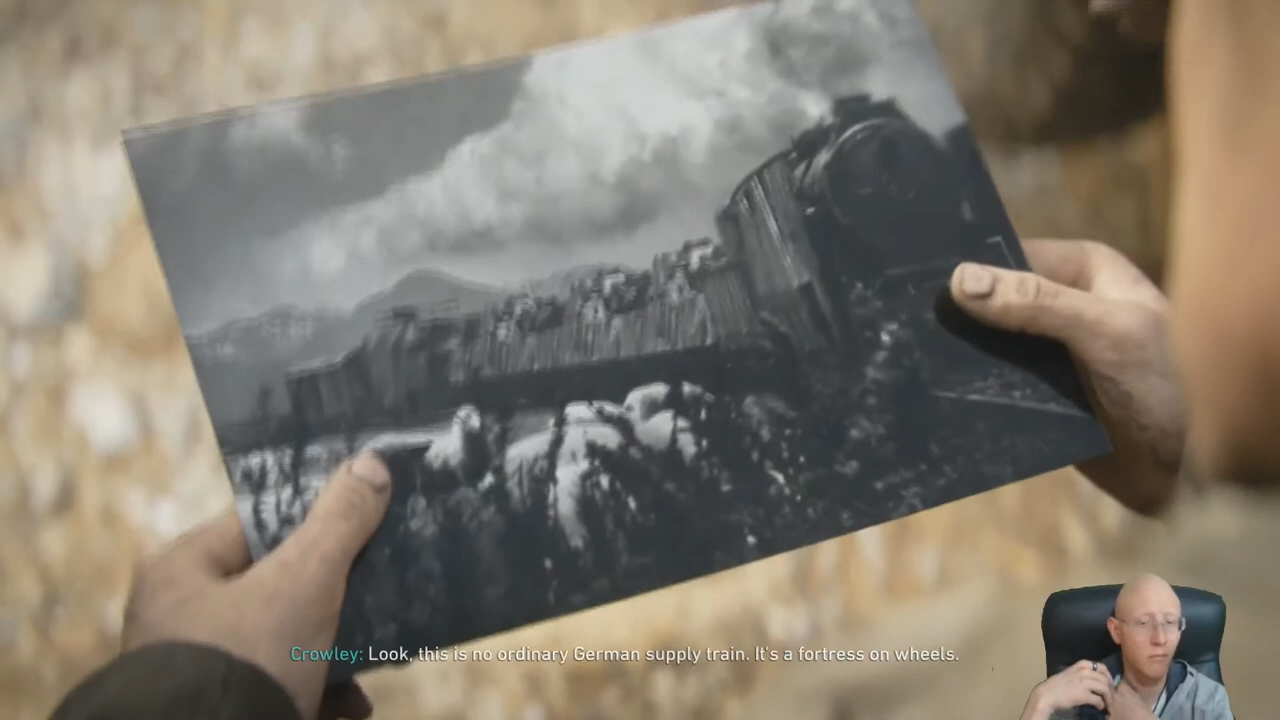 Crowley: Look, this is no ordinary German supply train. It's a fortress on wheels.